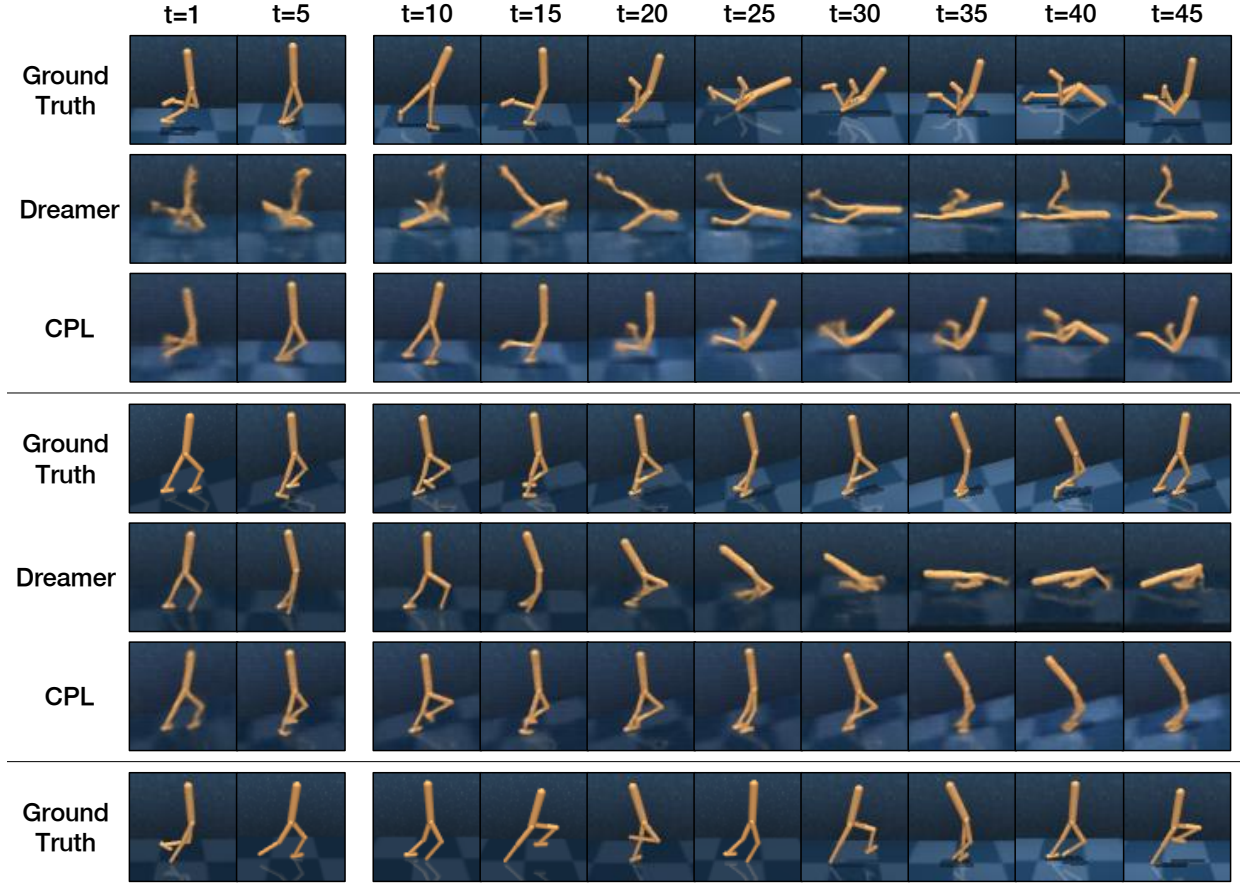 t=1 t=5 t=10 t=15 t=20 t=25 t=30 t=35 t=40 t=45
Ground
Truth
Dreamer
CPL
Ground
Truth
Dreamer
CPL
Ground
Truth